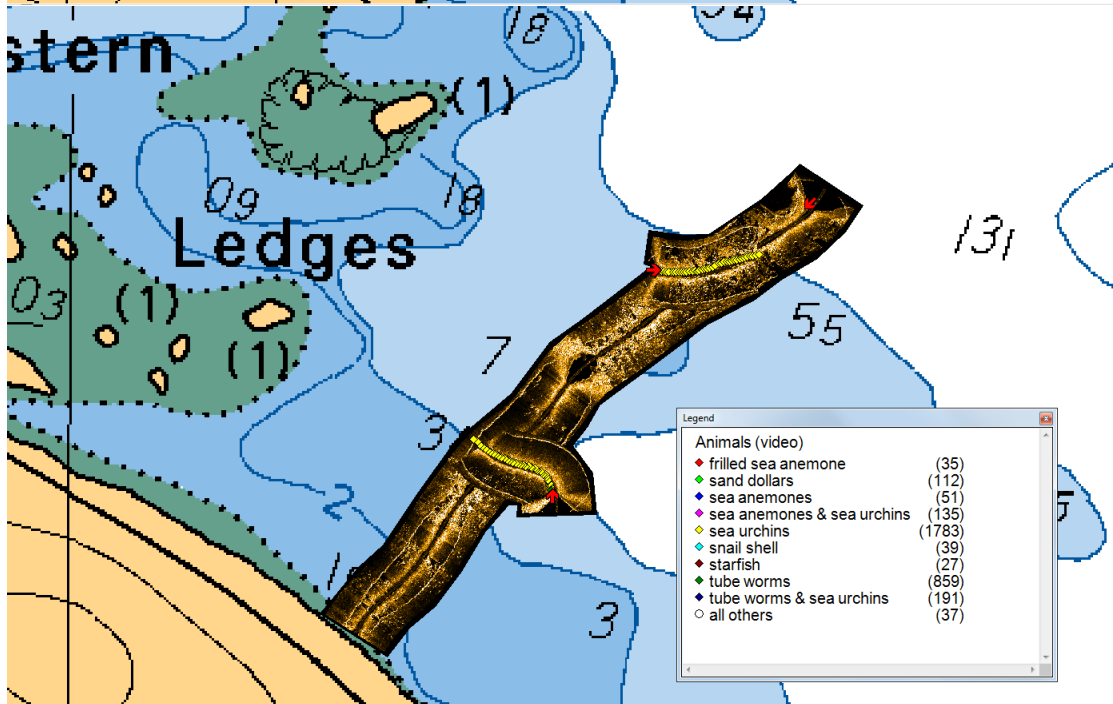 18
stern
(1)
18
09
Ledges
131
03
(1)
55
7
(1)
3
2
3
Legend
Animals (video)
frilled sea anemone (35)
sand dollars (112)
sea anemones (51)
sea anemones & sea urchins (135)
sea urchins (1783)
snail shell (39)
starfish (27)
tube worms (859)
tube worms & sea urchins (191)
all others (37)